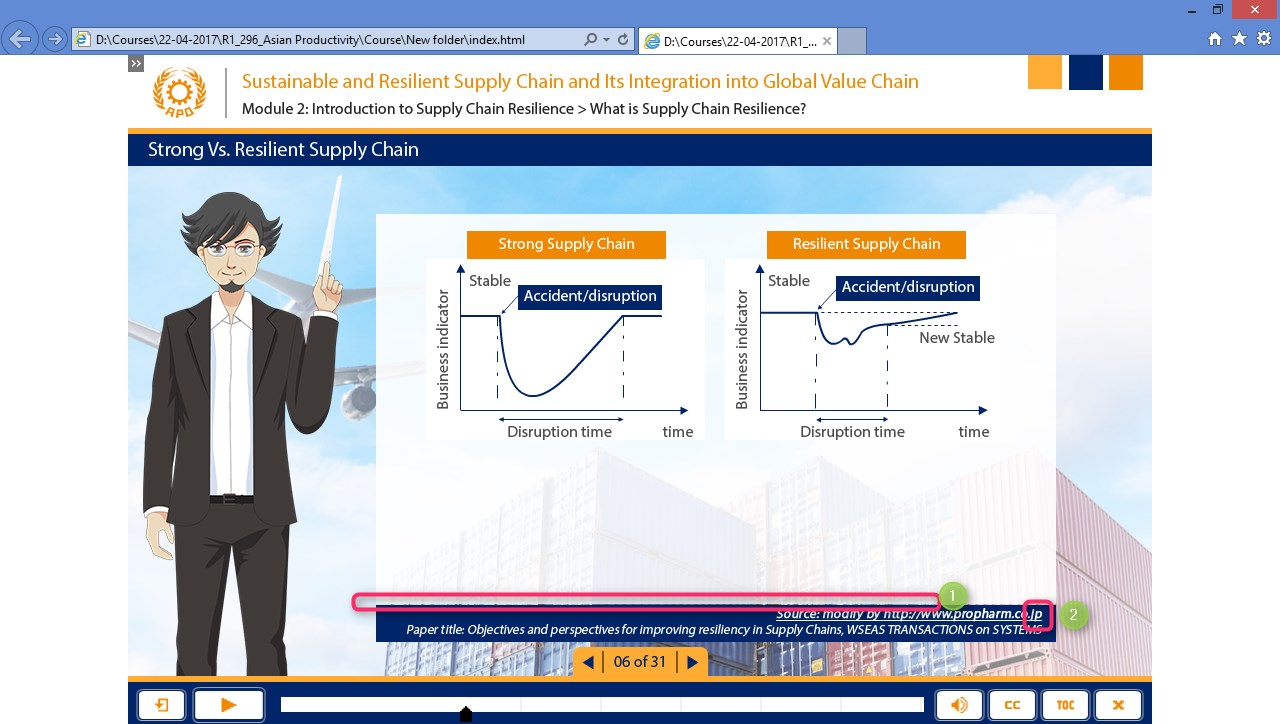 D:\Courses\22-04-2017\R1_296_Asian Productivity\Course\New folder\index.html
D:\Courses\22-04-2017\R1_...
APO
Sustainable and Resilient Supply Chain and Its Integration into Global Value Chain
Module 2: Introduction to Supply Chain Resilience > What is Supply Chain Resilience?
Strong Vs. Resilient Supply Chain
Strong Supply Chain
Stable
Accident/disruption
Business indicator
Disruption time
time
Resilient Supply Chain
Stable
Accident/disruption
Business indicator
New Stable
Disruption time
time
1
Source: modify by http://www.propharm.co.jp
2
Paper title: Objectives and perspectives for improving resiliency in Supply Chains, WSEAS TRANSACTIONS on SYSTEMS
06 of 31
CC
TOC